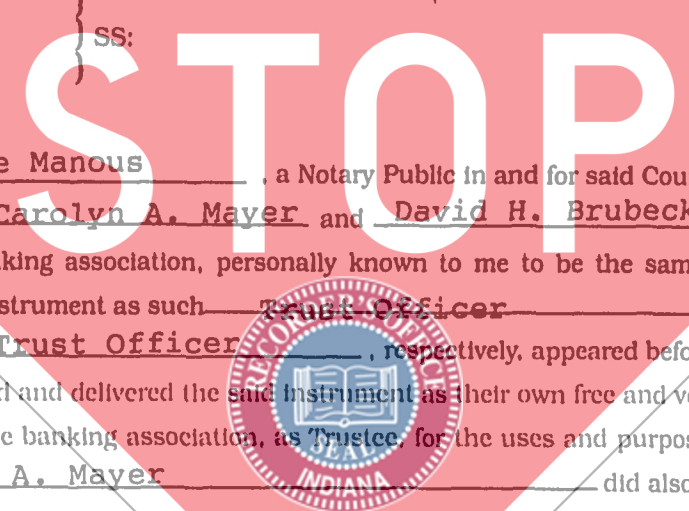 SS:
STOP
e Manous , a Notary Public in and for said Cou
Carolyn A. Mayer and David H. Brubeck
king association, personally known to me to be the sam
strument as such Trust Officer
Trust Officer , respectively, appeared befo
d and delivered the said instrument as their own free and v
e banking association, as Trustee, for the uses and purpos
A. Mayer did also
RECORDER'S OFFICE
SEAL
INDIANA